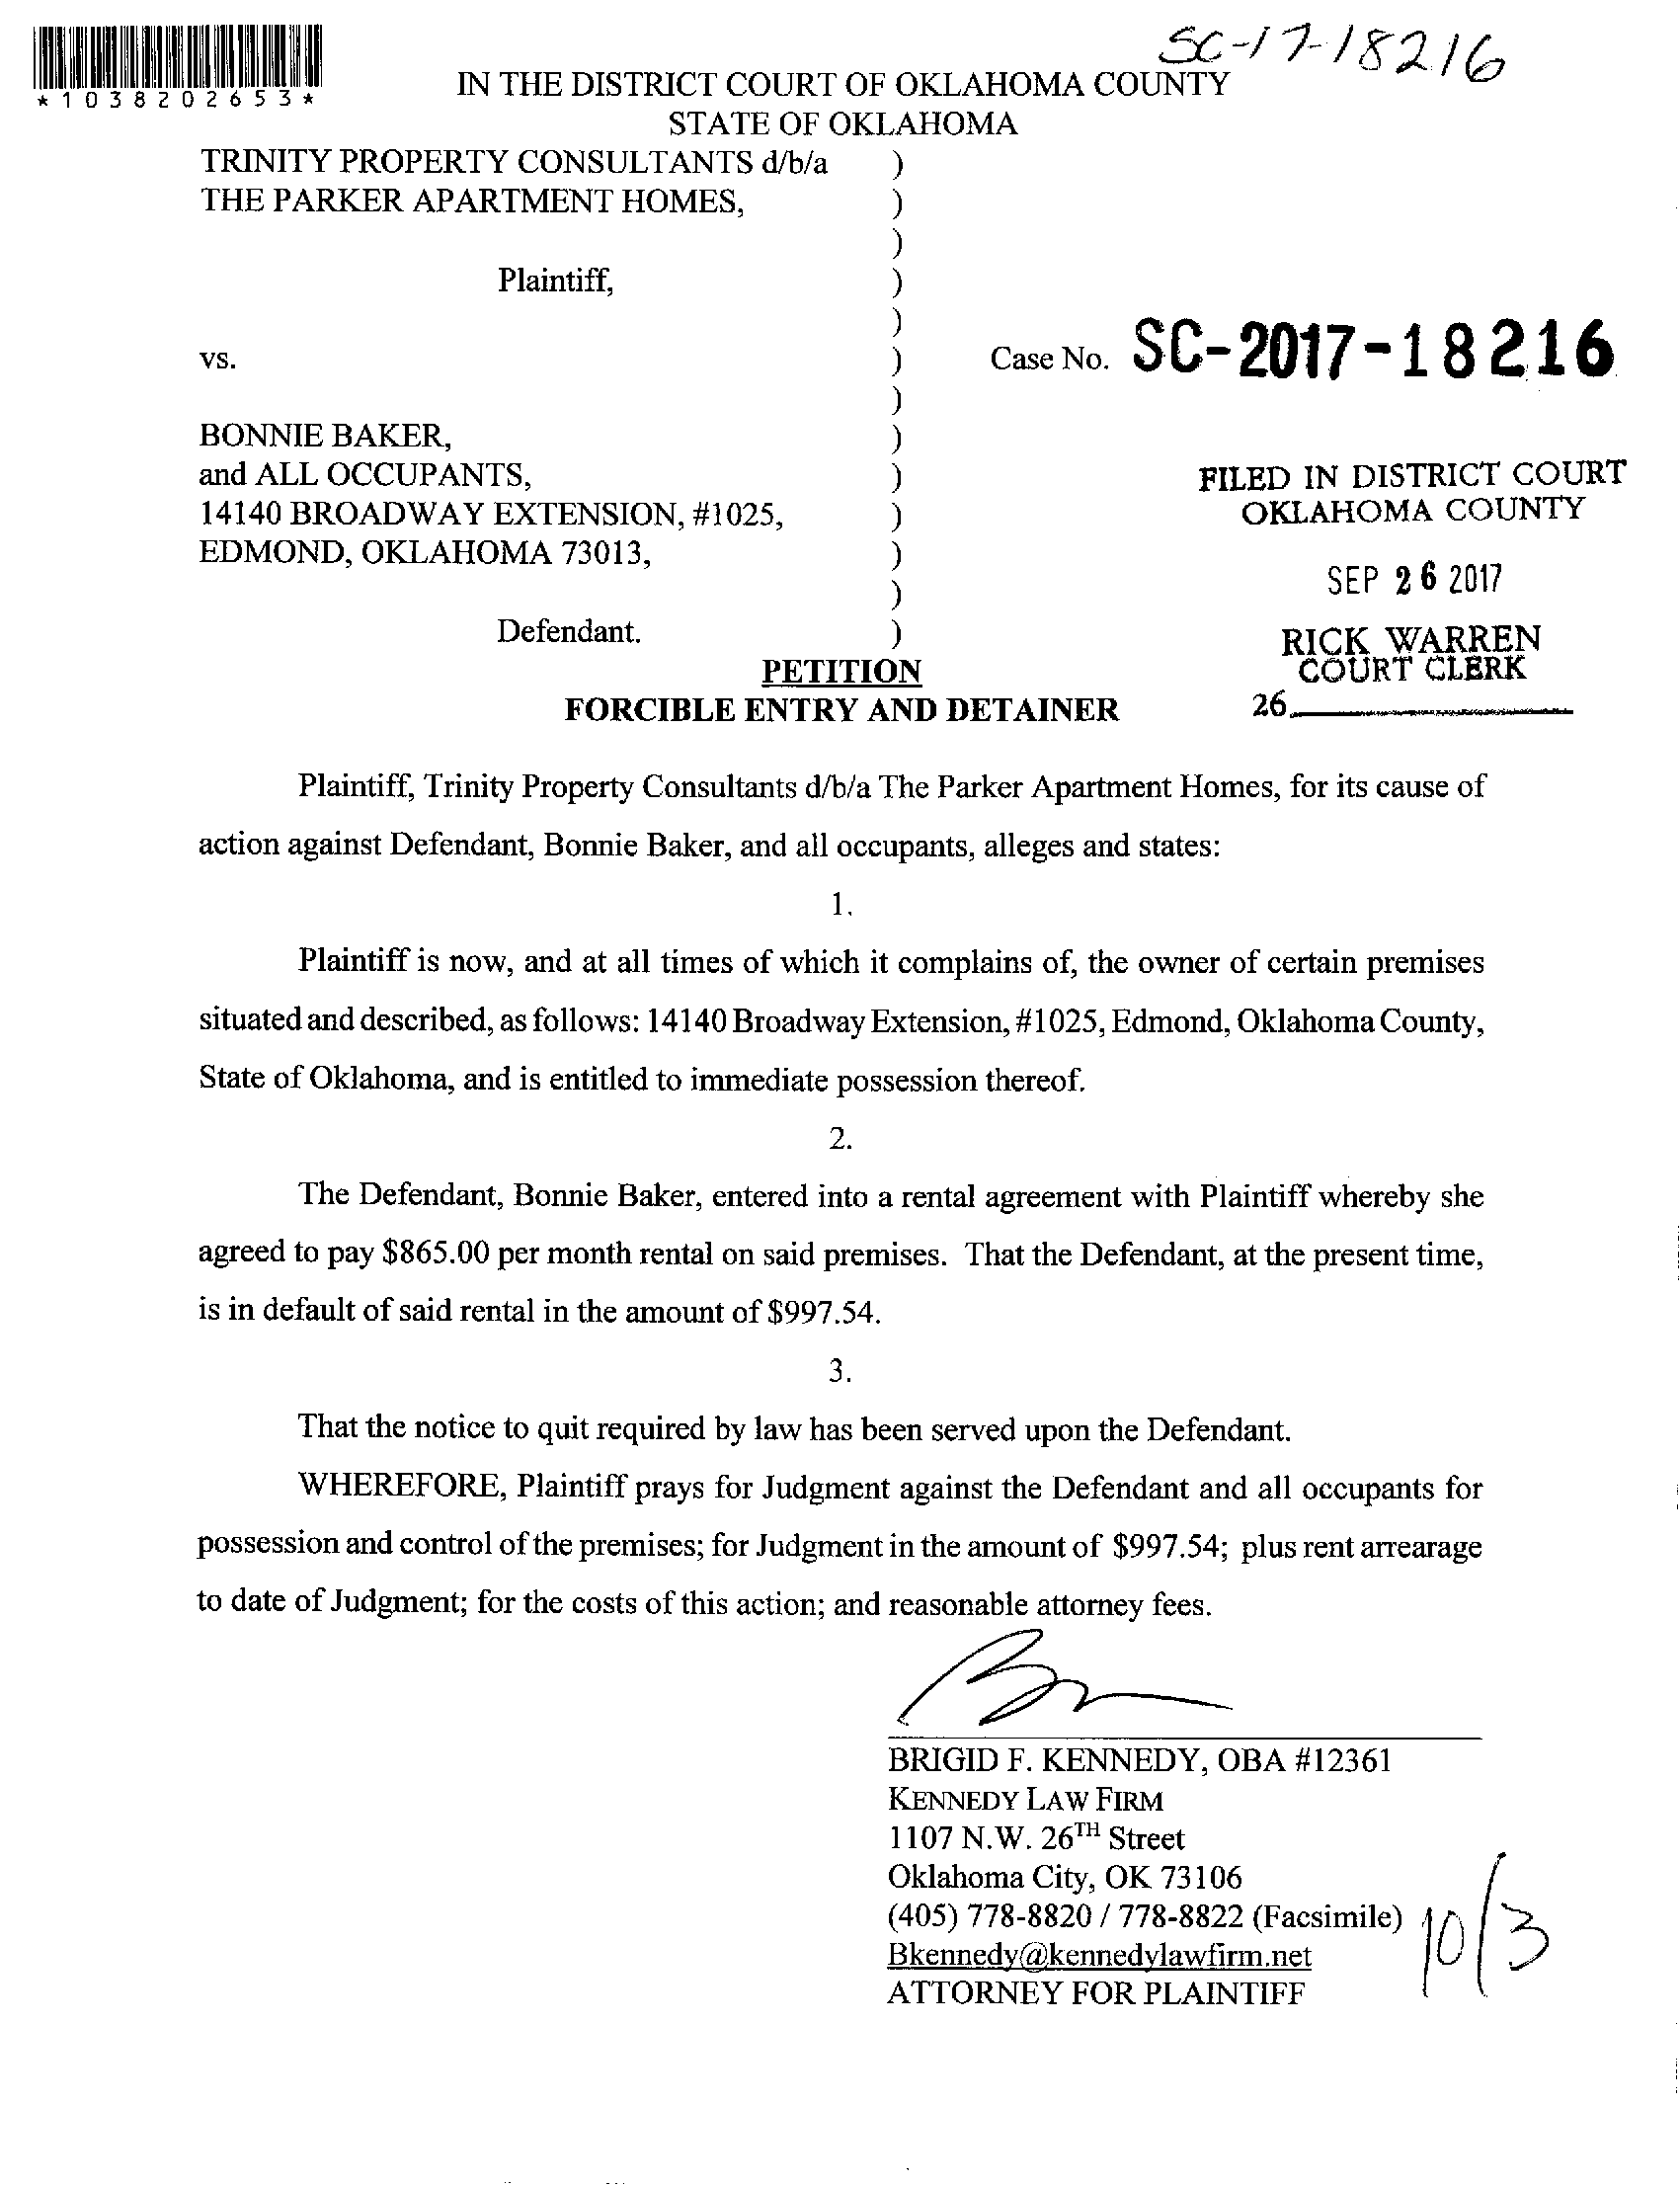 SC-17-18216
*1038202653*
IN THE DISTRICT COURT OF OKLAHOMA COUNTY
STATE OF OKLAHOMA
TRINITY PROPERTY CONSULTANTS d/b/a )
THE PARKER APARTMENT HOMES, )
)
Plaintiff, )
)
vs. ) Case No. SC-2017-18216
)
BONNIE BAKER, )
and ALL OCCUPANTS, )
14140 BROADWAY EXTENSION, #1025, )
EDMOND, OKLAHOMA 73013, )
)
Defendant. )
FILED IN DISTRICT COURT
OKLAHOMA COUNTY
SEP 26 2017
RICK WARREN
COURT CLERK
26
PETITION
FORCIBLE ENTRY AND DETAINER
Plaintiff, Trinity Property Consultants d/b/a The Parker Apartment Homes, for its cause of
action against Defendant, Bonnie Baker, and all occupants, alleges and states:
1.
Plaintiff is now, and at all times of which it complains of, the owner of certain premises
situated and described, as follows: 14140 Broadway Extension, #1025, Edmond, Oklahoma County,
State of Oklahoma, and is entitled to immediate possession thereof.
2.
The Defendant, Bonnie Baker, entered into a rental agreement with Plaintiff whereby she
agreed to pay $865.00 per month rental on said premises. That the Defendant, at the present time,
is in default of said rental in the amount of $997.54.
3.
That the notice to quit required by law has been served upon the Defendant.
WHEREFORE, Plaintiff prays for Judgment against the Defendant and all occupants for
possession and control of the premises; for Judgment in the amount of $997.54; plus rent arrearage
to date of Judgment; for the costs of this action; and reasonable attorney fees.
BRIGID F. KENNEDY, OBA #12361
KENNEDY LAW FIRM
1107 N.W. 26TH Street
Oklahoma City, OK 73106
(405) 778-8820 / 778-8822 (Facsimile)
Bkennedy@kennedylawfirm.net
ATTORNEY FOR PLAINTIFF
10/3